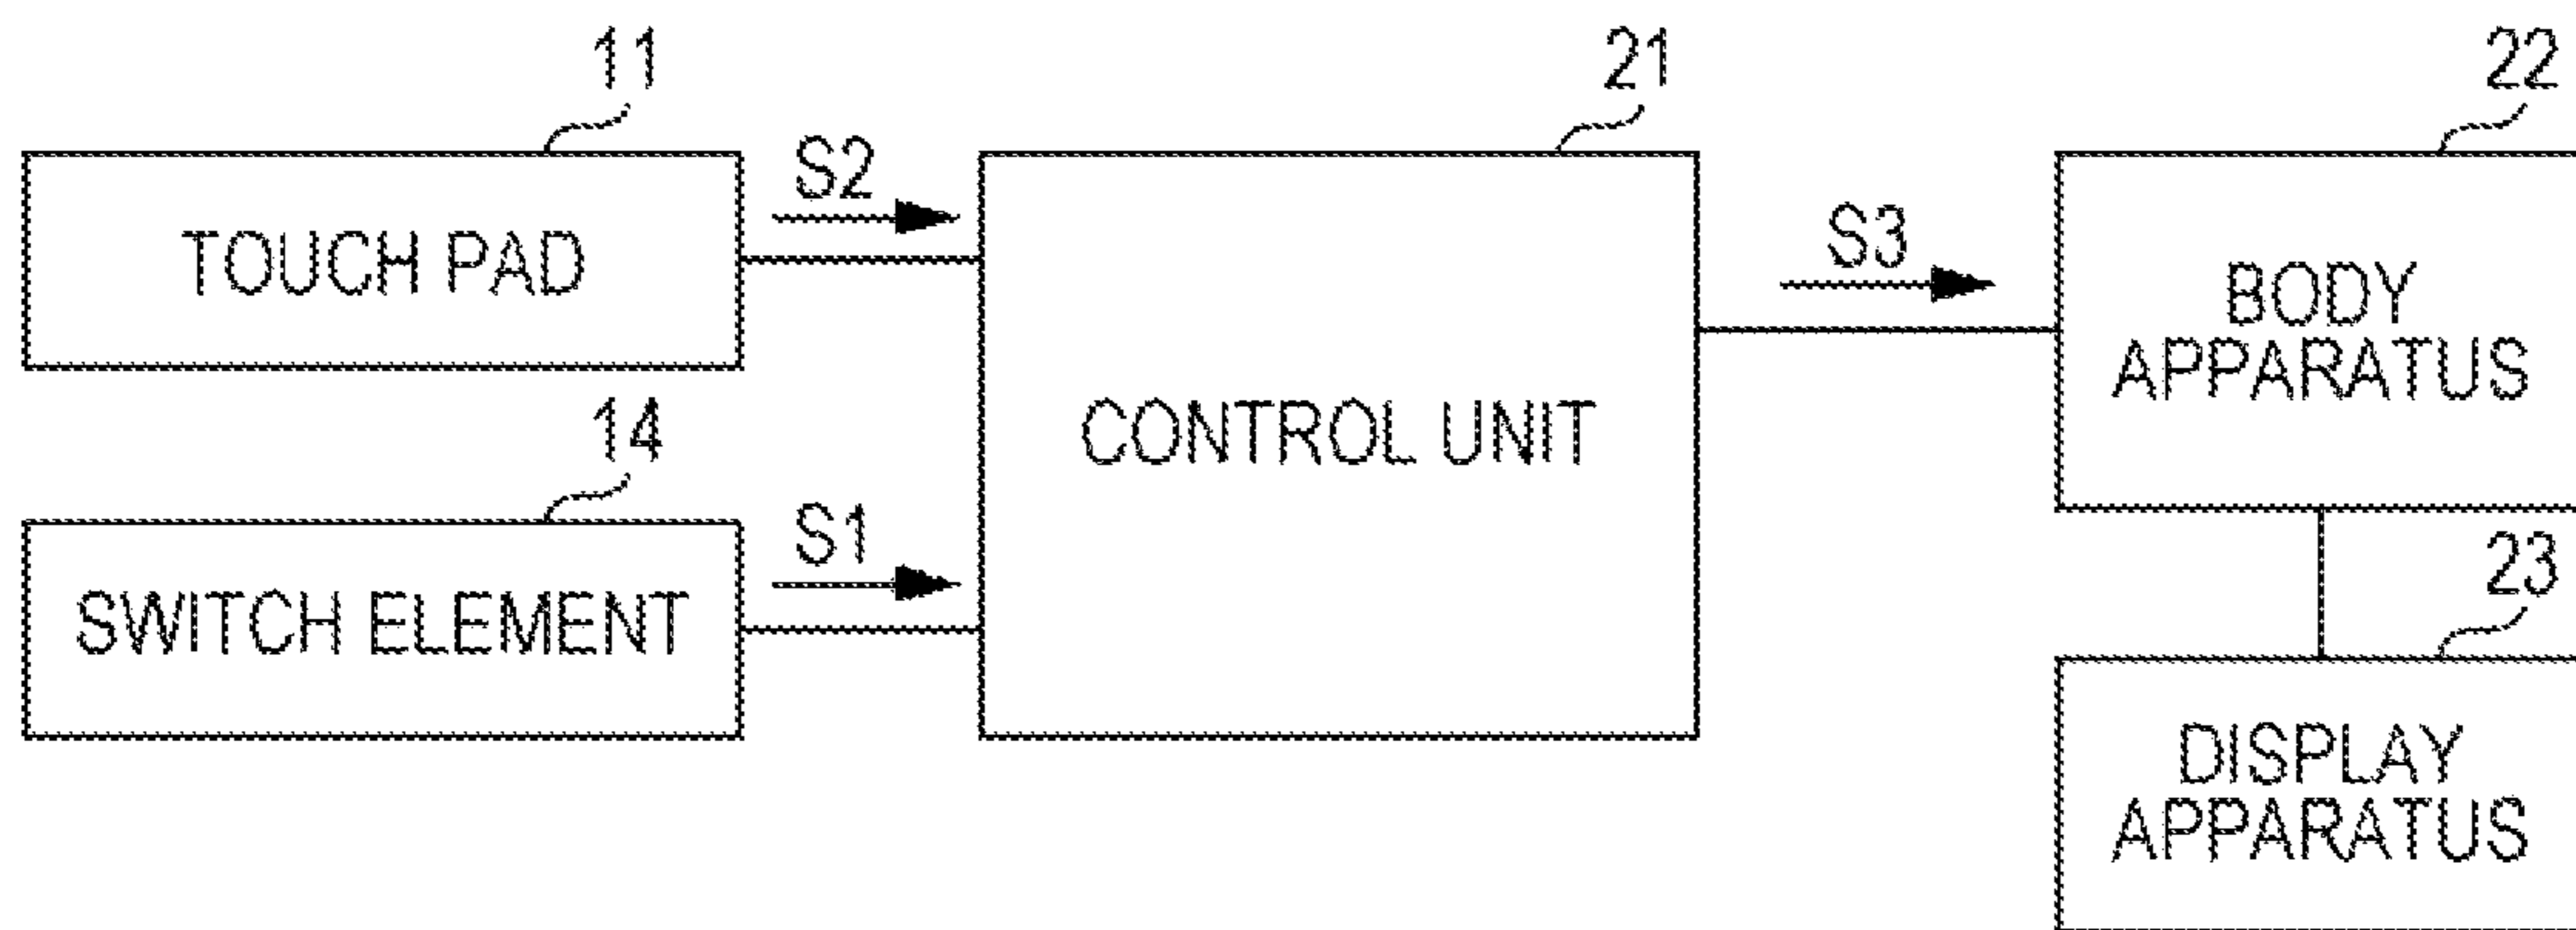 11
21
22
S2
TOUCH PAD
S3
BODY
APPARATUS
CONTROL UNIT
14
S1
SWITCH ELEMENT
23
DISPLAY
APPARATUS